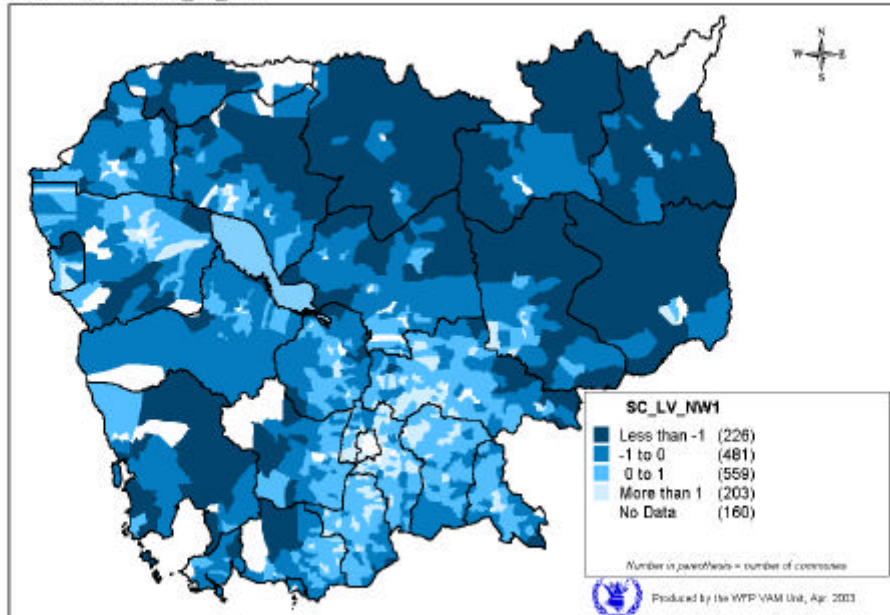 N
W E
S
SC_LV_NW1
Less than -1 (226)
-1 to 0 (481)
0 to 1 (559)
More than 1 (203)
No Data (160)
Number in parenthesis = number of communes
Produced by the WFP VAM Unit, Apr. 2003